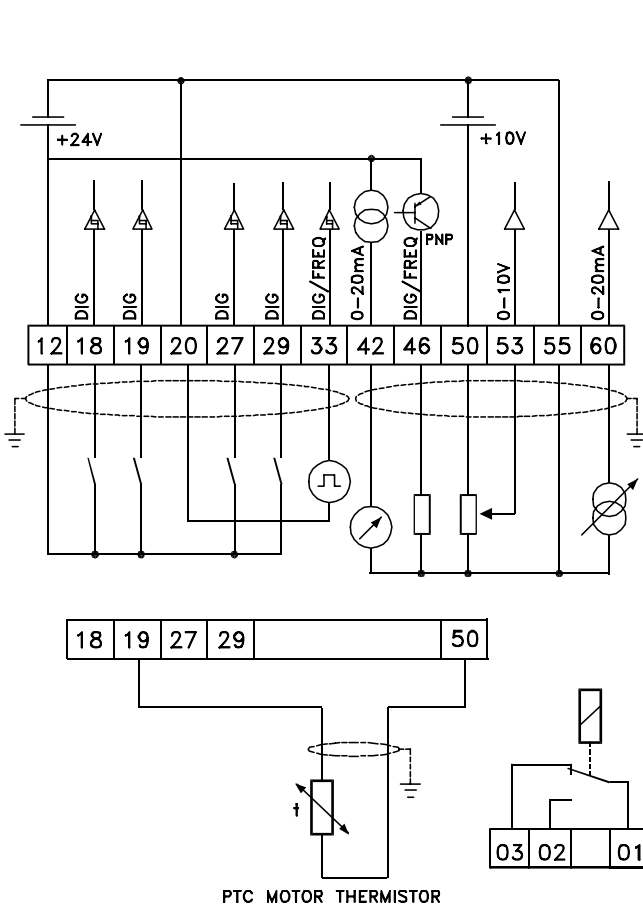 +24V
+10V
DIG
DIG
DIG
DIG
DIG/FREQ
0-20mA
DIG/FREQ
PNP
0-10V
0-20mA
12 18 19 20 27 29 33 42 46 50 53 55 60
18 19 27 29 50
t
03 02 01
PTC MOTOR THERMISTOR